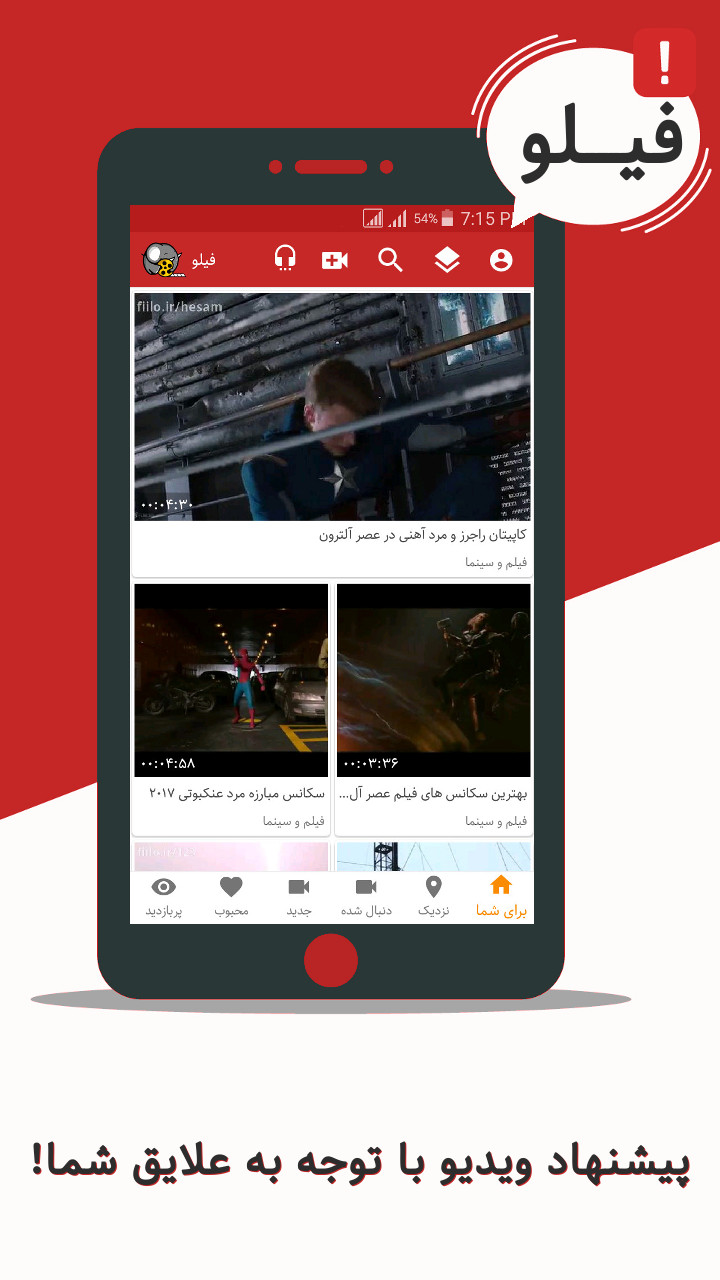 !
فیلو
54% 7:15 P
فیلو
fiilo.ir/hesam
۰۰:۰۴:۳۰
کاپیتان راجرز و مرد آهنی در عصر آلترون
فیلم و سینما
۰۰:۰۳:۳۶
بهترین سکانس های فیلم عصر آل...
فیلم و سینما
۰۰:۰۴:۵۸
سکانس مبارزه مرد عنکبوتی ۲۰۱۷
فیلم و سینما
برای شما
نزدیک
دنبال شده
جدید
محبوب
پربازدید
پیشنهاد ویدیو با توجه به علایق شما!